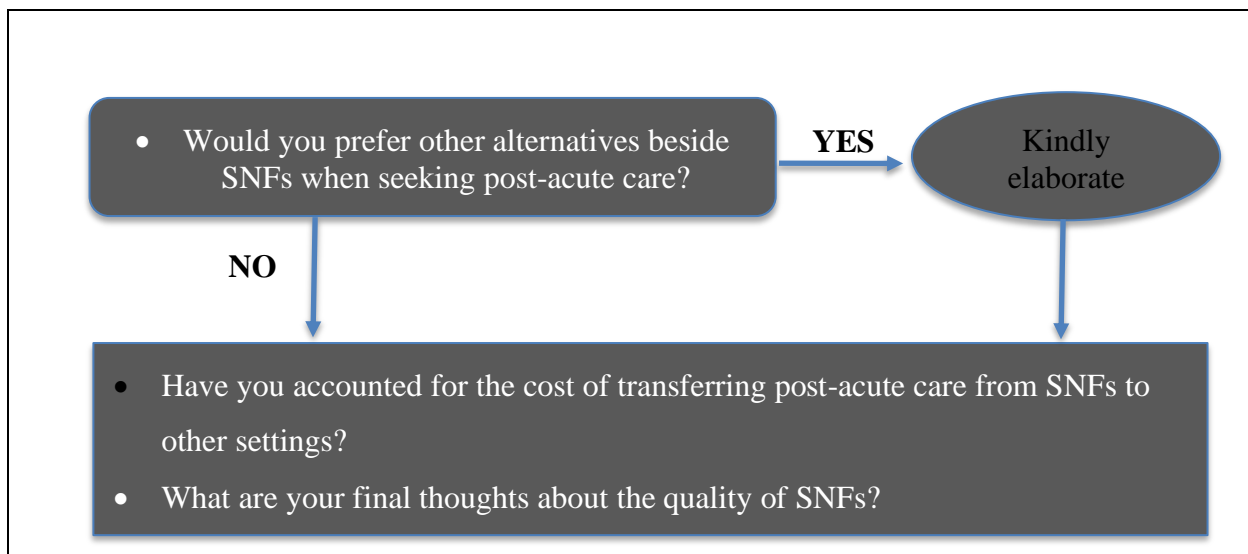 • Would you prefer other alternatives beside
SNFs when seeking post-acute care?
YES
Kindly
elaborate
NO
• Have you accounted for the cost of transferring post-acute care from SNFs to
other settings?
• What are your final thoughts about the quality of SNFs?